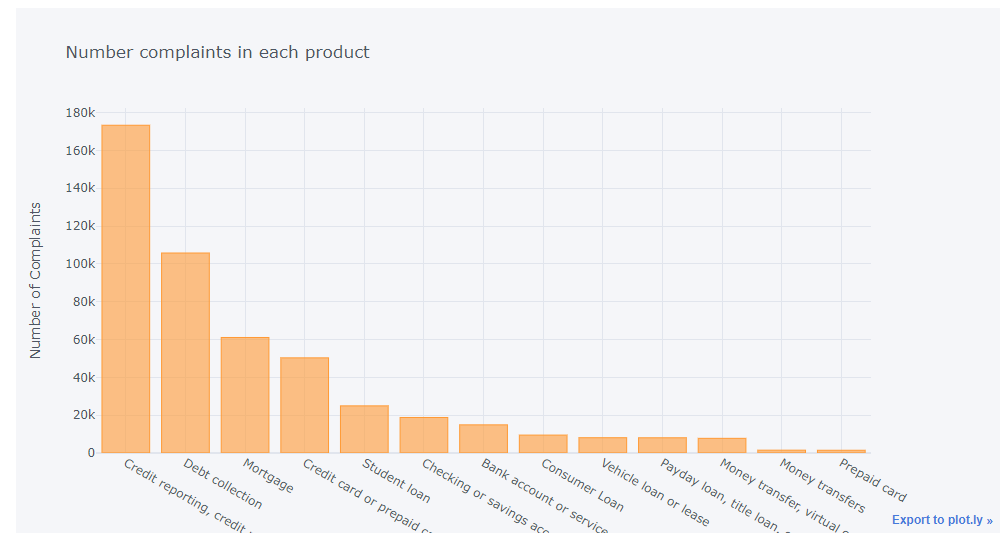 Number complaints in each product
Number of Complaints
180k
160k
140k
120k
100k
80k
60k
40k
20k
0
Credit reporting, credit
Debt collection
Mortgage
Credit card or prepaid
Student loan
Checking or savings
Bank account or service
Consumer Loan
Vehicle loan or lease
Payday loan, title loan,
Money transfer, virtual
Money transfers
Prepaid card
Export to plot.ly »